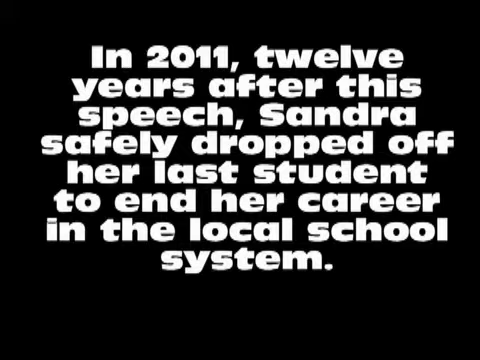 In 2011, twelve
years after this
speech, Sandra
safely dropped off
her last student
to end her career
in the local school
system.